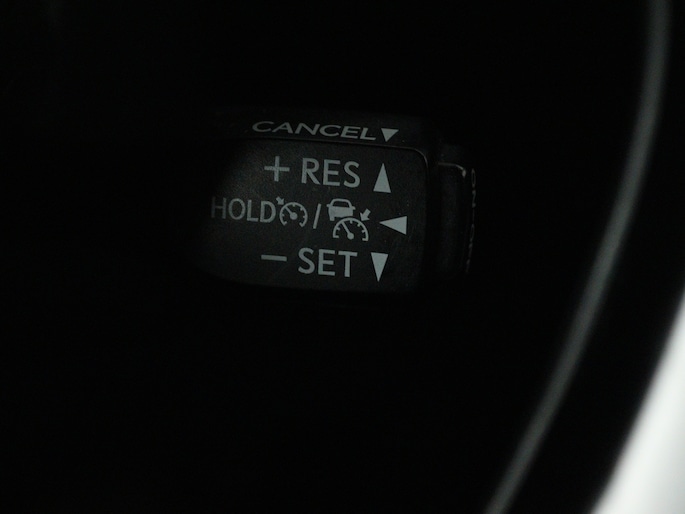 CANCEL▼
+ RES ▲
HOLD / ◀
− SET ▼